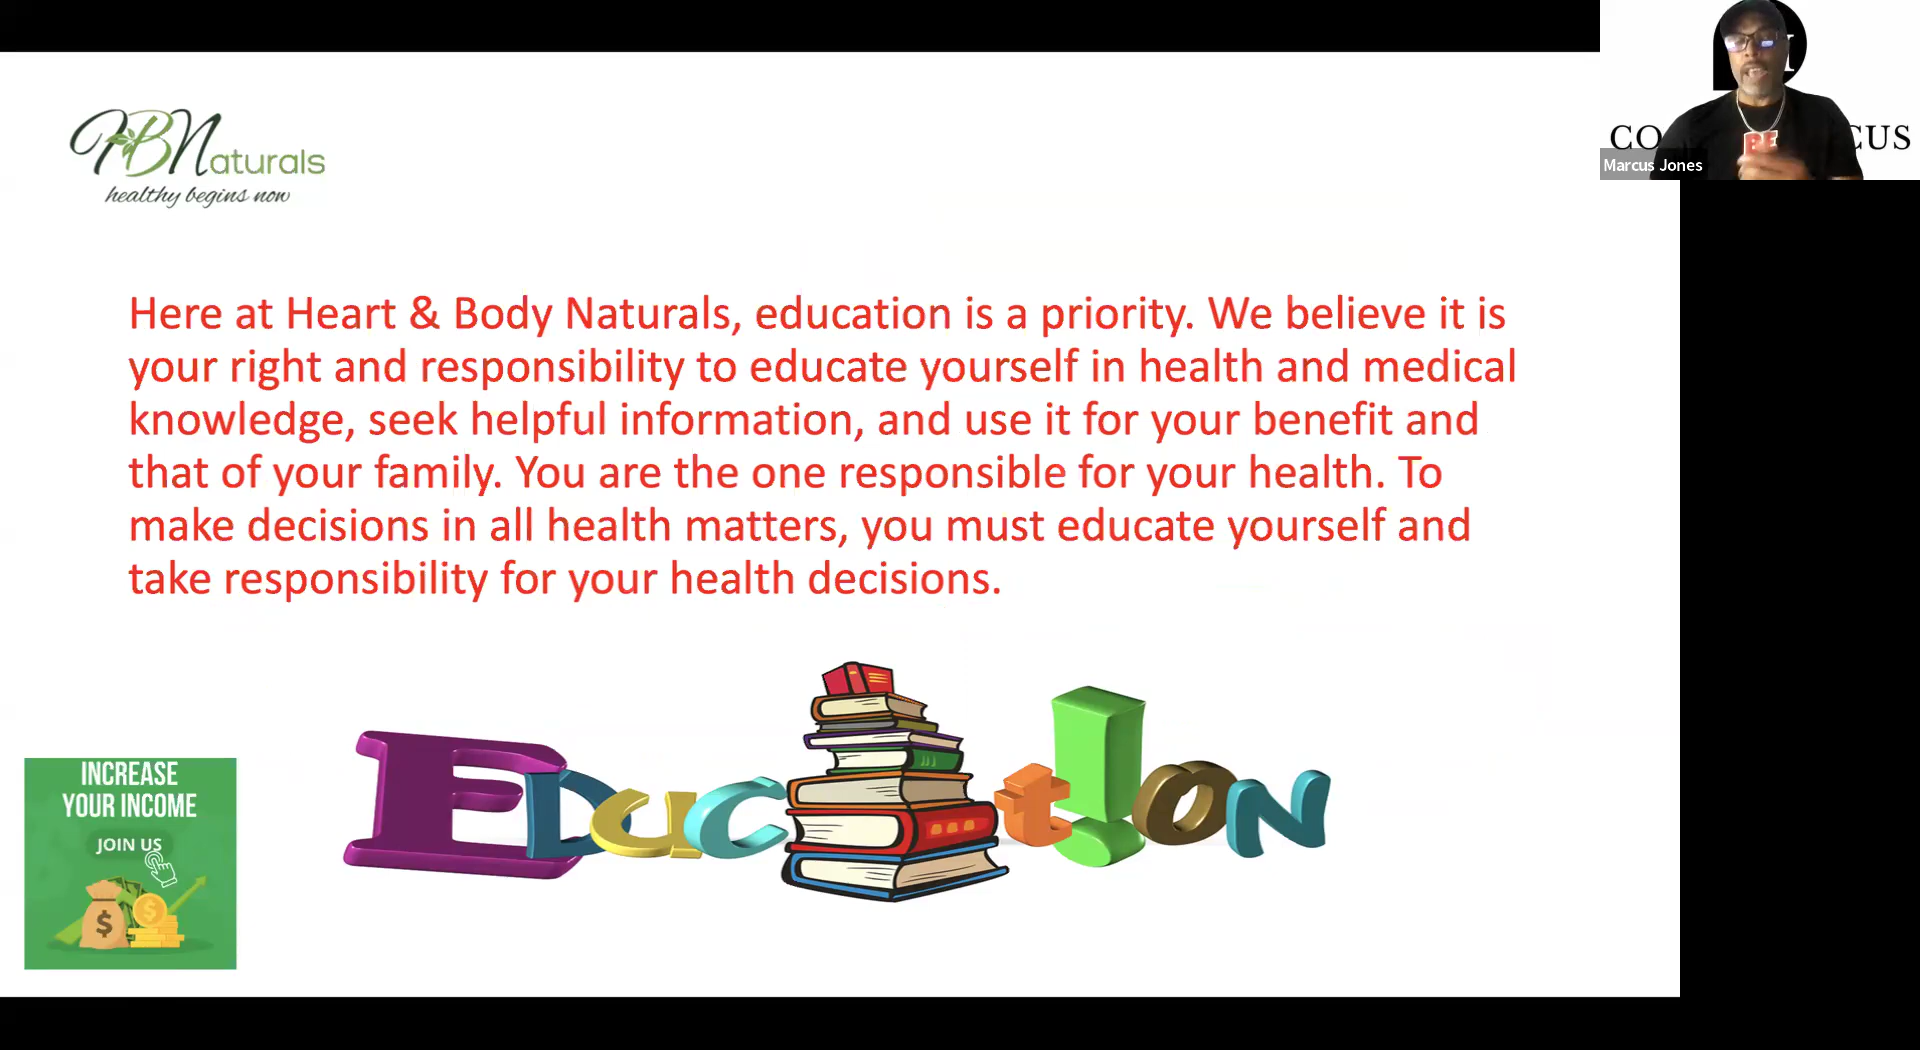 HBNaturals
healthy begins now
CO CUS
Marcus Jones
Here at Heart & Body Naturals, education is a priority. We believe it is
your right and responsibility to educate yourself in health and medical
knowledge, seek helpful information, and use it for your benefit and
that of your family. You are the one responsible for your health. To
make decisions in all health matters, you must educate yourself and
take responsibility for your health decisions.
INCREASE
YOUR INCOME
JOIN US
$ $
EDUC t!ON